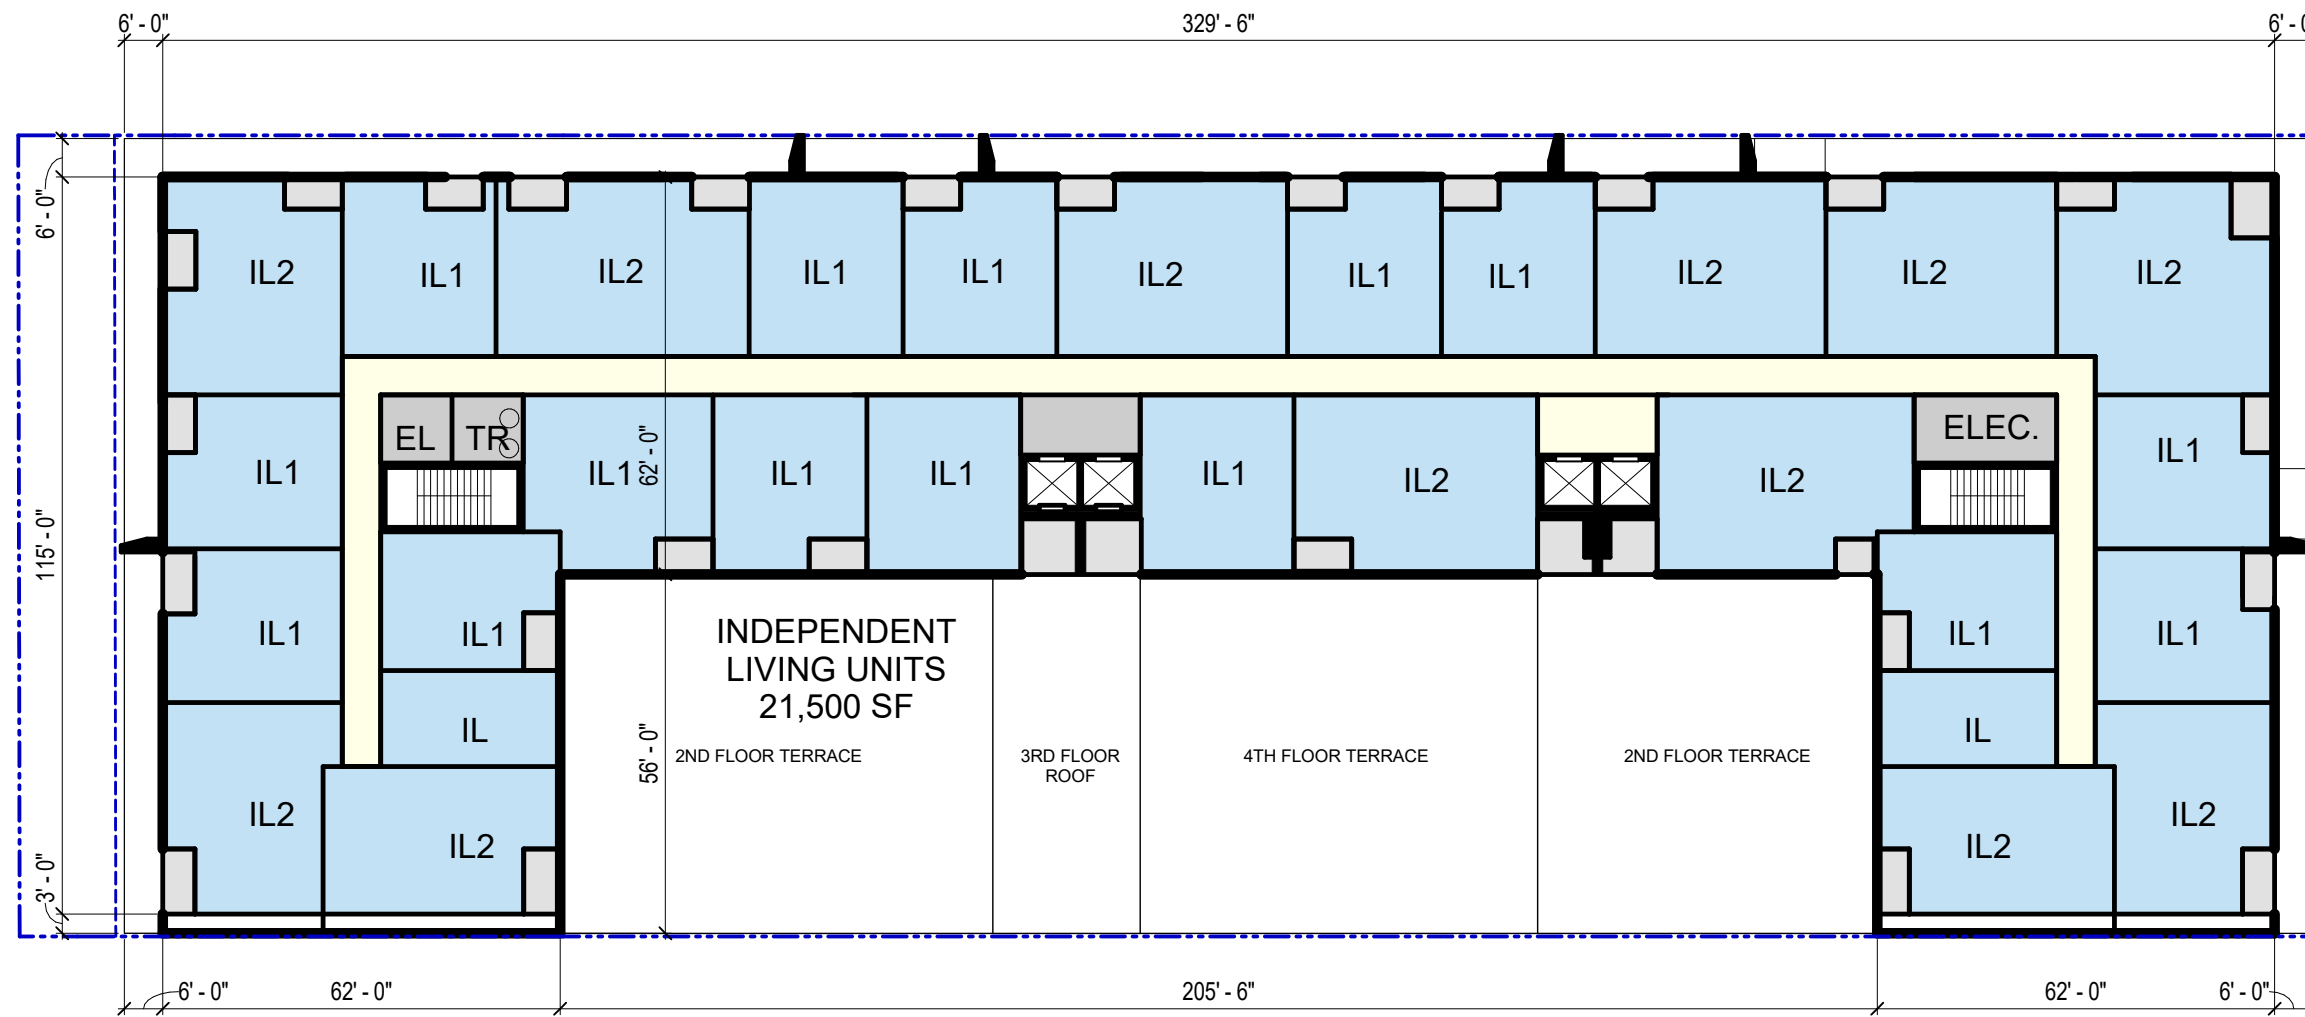 6' - 0"
329' - 6"
6' - 0
6' - 0"
IL2
IL1
IL2
IL1
IL1
IL2
IL1
IL1
IL2
IL2
IL2
EL
TR
ELEC.
IL1
IL1
62' - 0"
IL1
IL1
IL1
IL2
IL2
IL1
115' - 0"
IL1
IL1
IL1
IL1
INDEPENDENT
LIVING UNITS
21,500 SF
IL
IL
56' - 0"
2ND FLOOR TERRACE
3RD FLOOR
ROOF
4TH FLOOR TERRACE
2ND FLOOR TERRACE
IL2
IL2
IL2
IL2
3' - 0"
6' - 0"
62' - 0"
205' - 6"
62' - 0"
6' - 0"